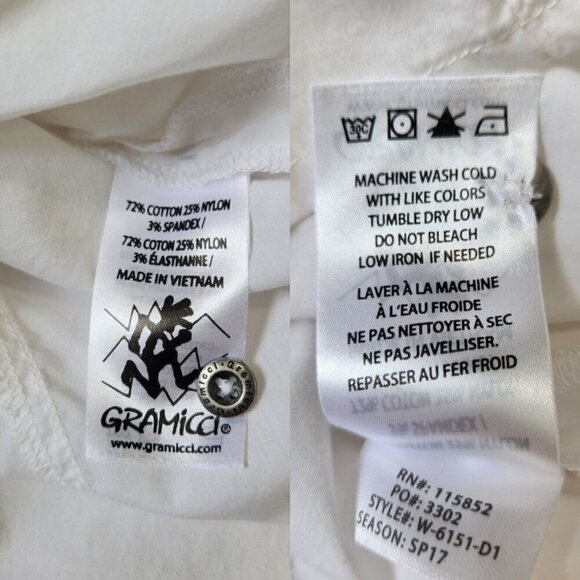 72% COTTON 25% NYLON
3% SPANDEX /
72% COTON 25% NYLON
3% ÉLASTHANNE /
MADE IN VIETNAM
GRAMICCI®
www.gramicci.com
Gramicci
30C
MACHINE WASH COLD
WITH LIKE COLORS
TUMBLE DRY LOW
DO NOT BLEACH
LOW IRON IF NEEDED
LAVER À LA MACHINE
À L'EAU FROIDE
NE PAS NETTOYER À SEC
NE PAS JAVELLISER.
REPASSER AU FER FROID
RN#: 115852
PO#: 3302
STYLE#: W-6151-D1
SEASON: SP17